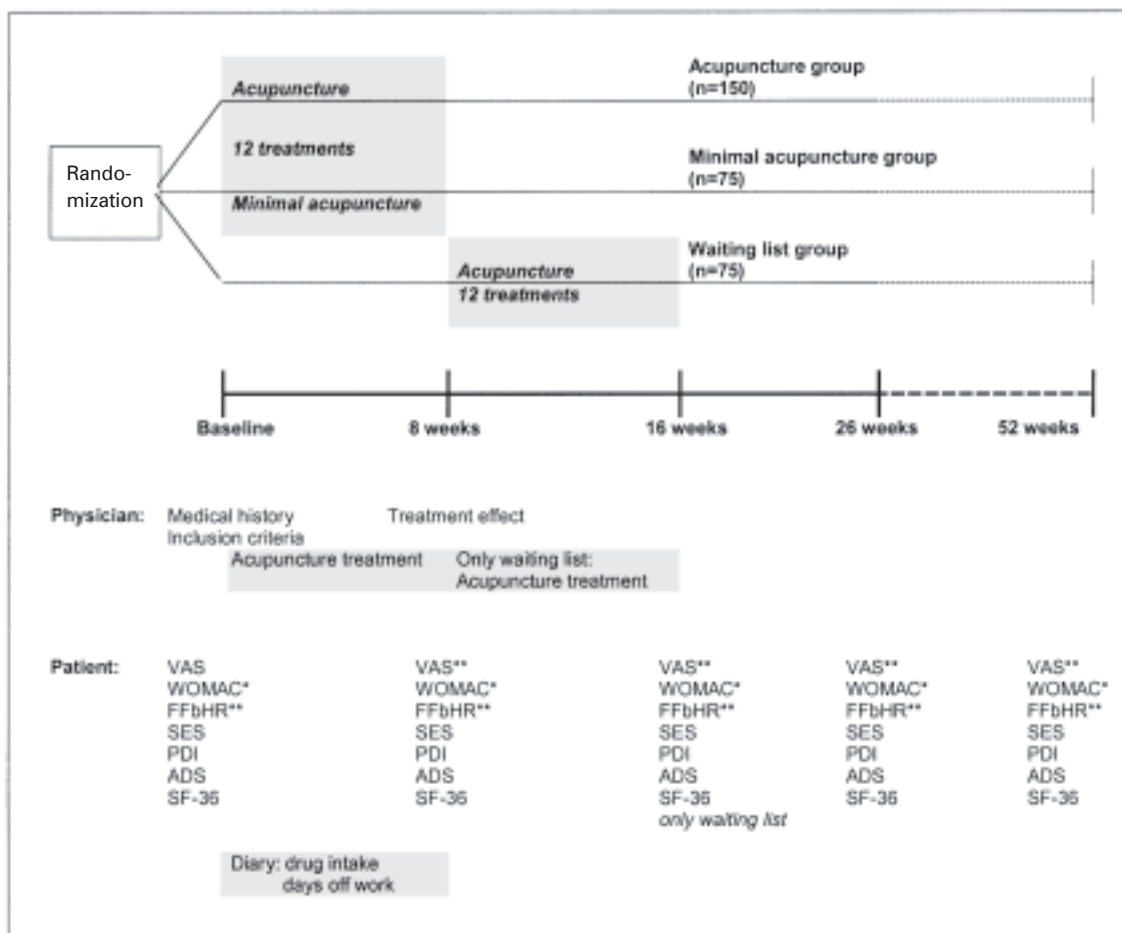 Acupuncture
12 treatments
Minimal acupuncture
Rando-
mization
Acupuncture group
(n=150)
Minimal acupuncture group
(n=75)
Waiting list group
(n=75)
Acupuncture
12 treatments
Baseline 8 weeks 16 weeks 26 weeks 52 weeks
Physician: Medical history Treatment effect
Inclusion criteria
Acupuncture treatment Only waiting list:
Acupuncture treatment
Patient: VAS VAS** VAS** VAS** VAS**
WOMAC* WOMAC* WOMAC* WOMAC* WOMAC*
FFbHR** FFbHR** FFbHR** FFbHR** FFbHR**
SES SES SES SES SES
PDI PDI PDI PDI PDI
ADS ADS ADS ADS ADS
SF-36 SF-36 SF-36 SF-36 SF-36
only waiting list
Diary: drug intake
days off work